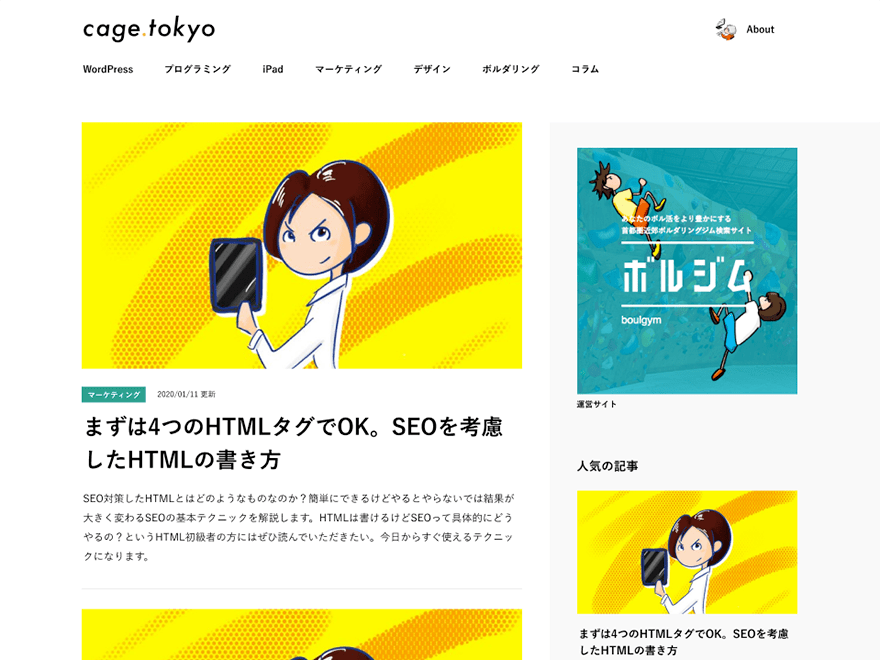 cage.tokyo
About
WordPress プログラミング iPad マーケティング デザイン ボルダリング コラム
マーケティング 2020/01/11 更新
まずは4つのHTMLタグでOK。SEOを考慮
したHTMLの書き方
SEO対策したHTMLとはどのようなものなのか？簡単にできるけどやるとやらないでは結果が
大きく変わるSEOの基本テクニックを解説します。HTMLは書けるけどSEOって具体的にどう
やるの？というHTML初級者の方にはぜひ読んでいただきたい。今日からすぐ使えるテクニッ
クになります。
あなたのボル活をより豊かにする
首都圏近郊ボルダリングジム検索サイト
ボルジム
boulgym
運営サイト
人気の記事
まずは4つのHTMLタグでOK。SEOを考慮
したHTMLの書き方